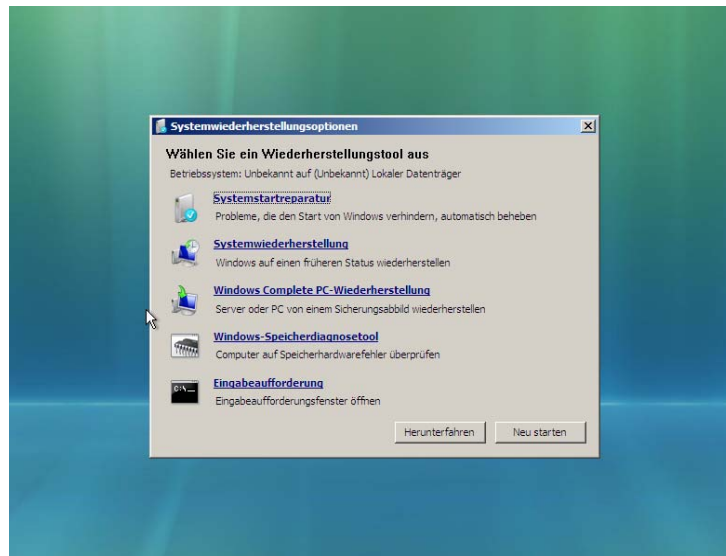 Systemwiederherstellungsoptionen
Wählen Sie ein Wiederherstellungstool aus
Betriebssystem: Unbekannt auf (Unbekannt) Lokaler Datenträger
Systemstartreparatur
Probleme, die den Start von Windows verhindern, automatisch beheben
Systemwiederherstellung
Windows auf einen früheren Status wiederherstellen
Windows Complete PC-Wiederherstellung
Server oder PC von einem Sicherungsabbild wiederherstellen
Windows-Speicherdiagnosetool
Computer auf Speicherhardwarefehler überprüfen
C:\_
Eingabeaufforderung
Eingabeaufforderungsfenster öffnen
Herunterfahren Neu starten